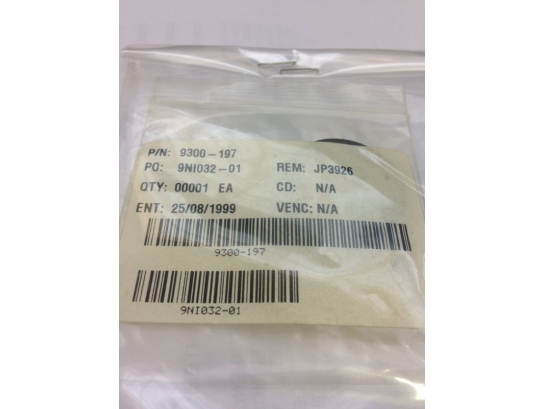 P/N: 9300-197
PO: 9NI032-01 REM: JP3926
QTY: 00001 EA CD: N/A
ENT: 25/08/1999 VENC: N/A
9300-197
9NI032-01